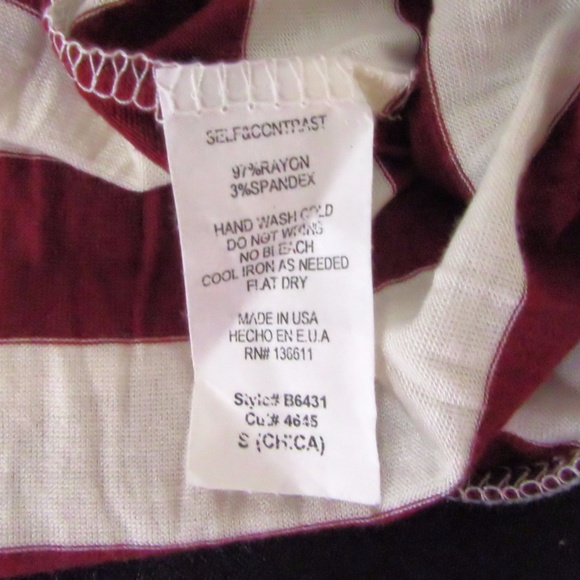 SELF&CONTRAST
97%RAYON
3%SPANDEX
HAND WASH COLD
DO NOT WRING
NO BLEACH
COOL IRON AS NEEDED
FLAT DRY
MADE IN USA
HECHO EN E.U.A
RN# 136611
Style# B6431
Cut# 4645
S (CHICA)